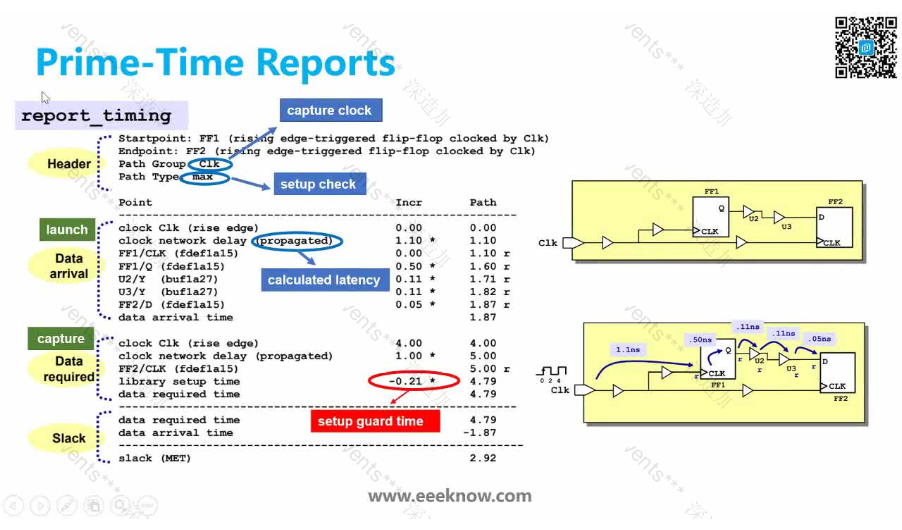 Prime-Time Reports
report_timing
capture clock
Header
Startpoint: FF1 (rising edge-triggered flip-flop clocked by Clk)
Endpoint: FF2 (rising edge-triggered flip-flop clocked by Clk)
Path Group Clk
Path Type max
setup check
Point Incr Path
launch
Data arrival
clock Clk (rise edge) 0.00 0.00
clock network delay (propagated) 1.10 * 1.10
FF1/CLK (fdef1a15) 0.00 1.10 r
FF1/Q (fdef1a15) 0.50 * 1.60 r
U2/Y (buf1a27) 0.11 * 1.71 r
U3/Y (buf1a27) 0.11 * 1.82 r
FF2/D (fdef1a15) 0.05 * 1.87 r
data arrival time 1.87
calculated latency
capture
Data required
clock Clk (rise edge) 4.00 4.00
clock network delay (propagated) 1.00 * 5.00
FF2/CLK (fdef1a15) 5.00 r
library setup time -0.21 * 4.79
data required time 4.79
setup guard time
Slack
data required time 4.79
data arrival time -1.87
slack (MET) 2.92
FF1
FF2
Q
U2
U3
D
CLK
CLK
Clk
1.1ns
.50ns
.11ns
.11ns
.05ns
Q
U2
U3
D
r
r
r
r
r
CLK
FF1
CLK
FF2
0 2 4
Clk
www.eeeknow.com